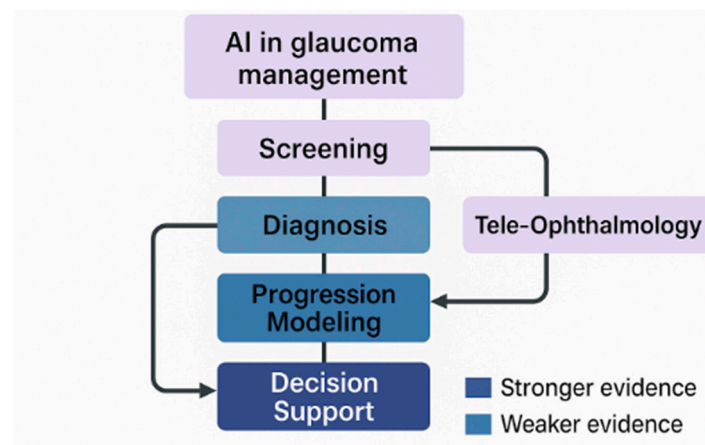 AI in glaucoma
management
Screening
Diagnosis
Tele-Ophthalmology
Progression
Modeling
Decision
Support
Stronger evidence
Weaker evidence